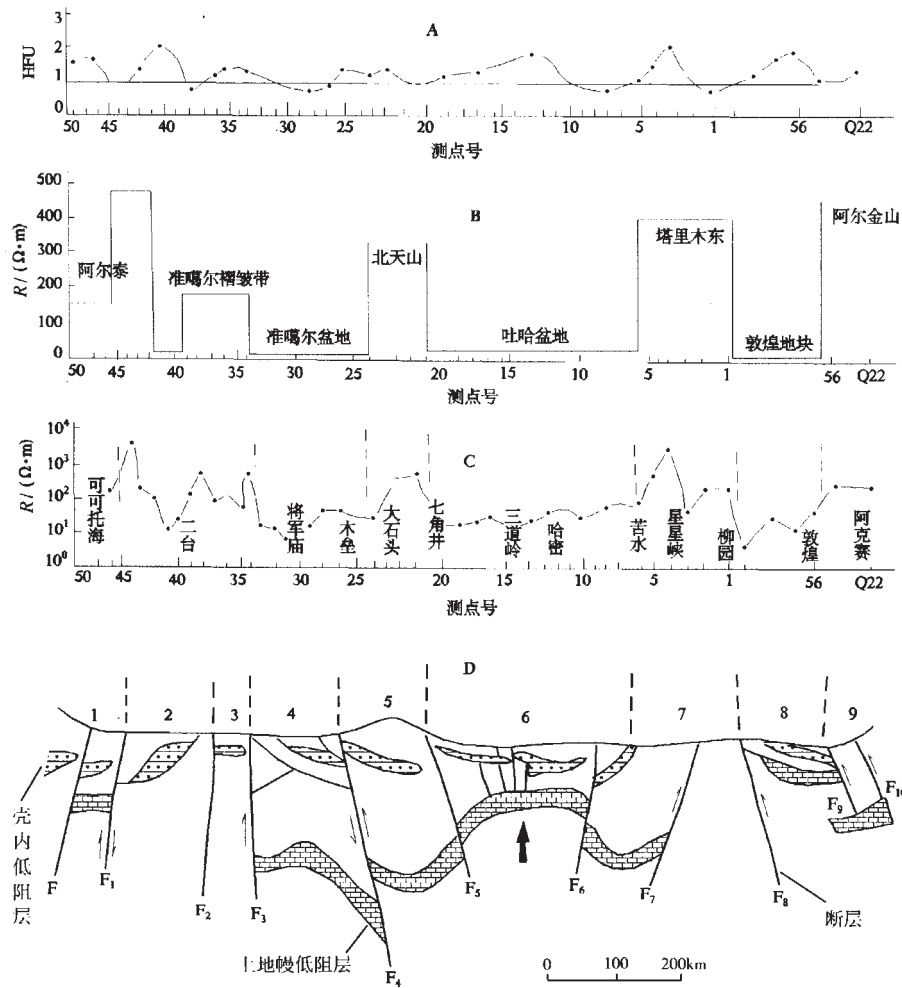 A
HFU
3
2
1
0
50 45 40 35 30 25 20 15 10 5 1 56 Q22
测点号
B
R/(Ω·m)
500
400
300
200
100
0
阿尔泰
准噶尔褶皱带
准噶尔盆地
北天山
吐哈盆地
塔里木东
敦煌地块
阿尔金山
50 45 40 35 30 25 20 15 10 5 1 56 Q22
测点号
C
R/(Ω·m)
10⁴
10³
10²
10¹
10⁰
可可托海
二台
将军庙
木垒
大石头
七角井
三道岭
哈密
苦水
星星峡
柳园
敦煌
阿克赛
50 45 40 35 30 25 20 15 10 5 1 56 Q22
测点号
D
1 2 3 4 5 6 7 8 9
壳内低阻层
F F₁ F₂ F₃ F₄ F₅ F₆ F₇ F₈ F₉ F₁₀
上地幔低阻层
断层
0 100 200km